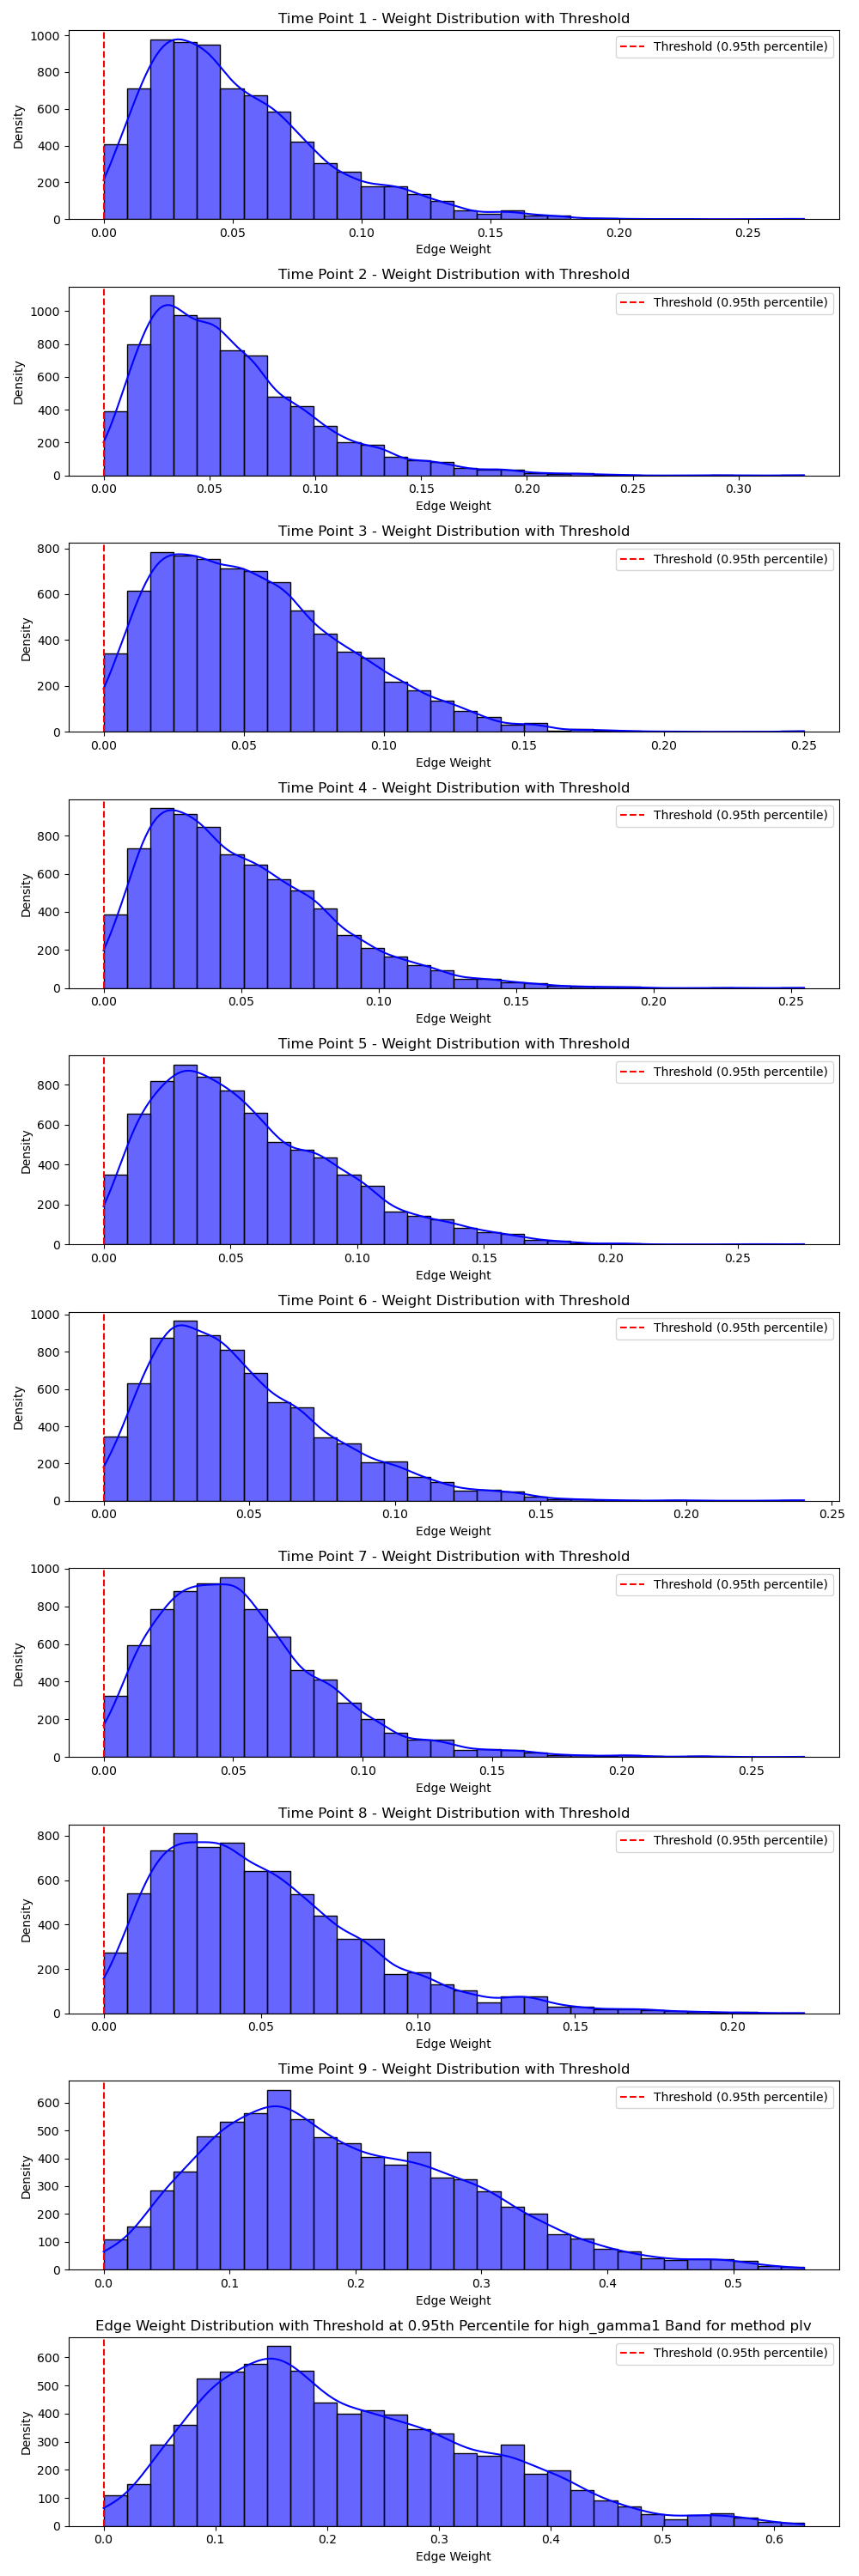 Time Point 1 - Weight Distribution with Threshold
Threshold (0.95th percentile)
Density
1000
800
600
400
200
0
0.00 0.05 0.10 0.15 0.20 0.25
Edge Weight
Time Point 2 - Weight Distribution with Threshold
Threshold (0.95th percentile)
Density
1000
800
600
400
200
0
0.00 0.05 0.10 0.15 0.20 0.25 0.30
Edge Weight
Time Point 3 - Weight Distribution with Threshold
Threshold (0.95th percentile)
Density
800
600
400
200
0
0.00 0.05 0.10 0.15 0.20 0.25
Edge Weight
Time Point 4 - Weight Distribution with Threshold
Threshold (0.95th percentile)
Density
800
600
400
200
0
0.00 0.05 0.10 0.15 0.20 0.25
Edge Weight
Time Point 5 - Weight Distribution with Threshold
Threshold (0.95th percentile)
Density
800
600
400
200
0
0.00 0.05 0.10 0.15 0.20 0.25
Edge Weight
Time Point 6 - Weight Distribution with Threshold
Threshold (0.95th percentile)
Density
1000
800
600
400
200
0
0.00 0.05 0.10 0.15 0.20 0.25
Edge Weight
Time Point 7 - Weight Distribution with Threshold
Threshold (0.95th percentile)
Density
1000
800
600
400
200
0
0.00 0.05 0.10 0.15 0.20 0.25
Edge Weight
Time Point 8 - Weight Distribution with Threshold
Threshold (0.95th percentile)
Density
800
600
400
200
0
0.00 0.05 0.10 0.15 0.20
Edge Weight
Time Point 9 - Weight Distribution with Threshold
Threshold (0.95th percentile)
Density
600
500
400
300
200
100
0
0.0 0.1 0.2 0.3 0.4 0.5
Edge Weight
Edge Weight Distribution with Threshold at 0.95th Percentile for high_gamma1 Band for method plv
Threshold (0.95th percentile)
Density
600
500
400
300
200
100
0
0.0 0.1 0.2 0.3 0.4 0.5 0.6
Edge Weight